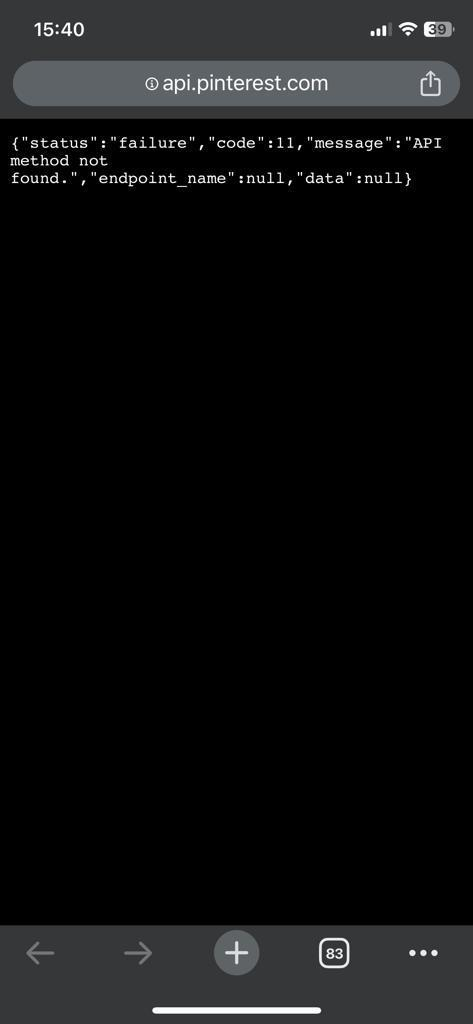 15:40
39
api.pinterest.com
{"status":"failure","code":11,"message":"API
method not
found.","endpoint_name":null,"data":null}
83